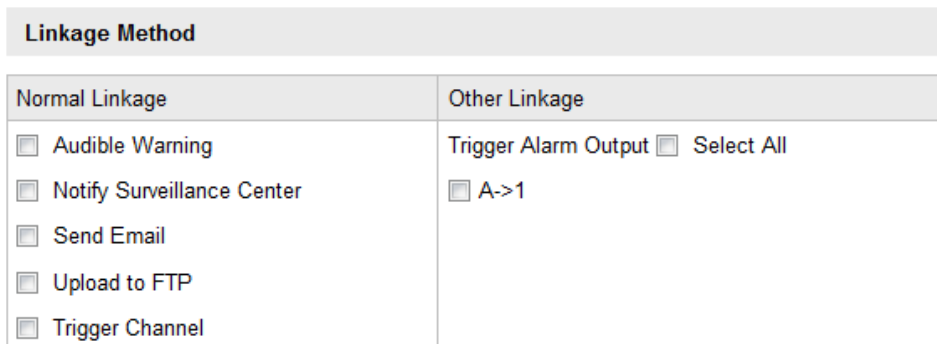 Linkage Method
Normal Linkage
Other Linkage
Audible Warning
Trigger Alarm Output Select All
Notify Surveillance Center
A->1
Send Email
Upload to FTP
Trigger Channel